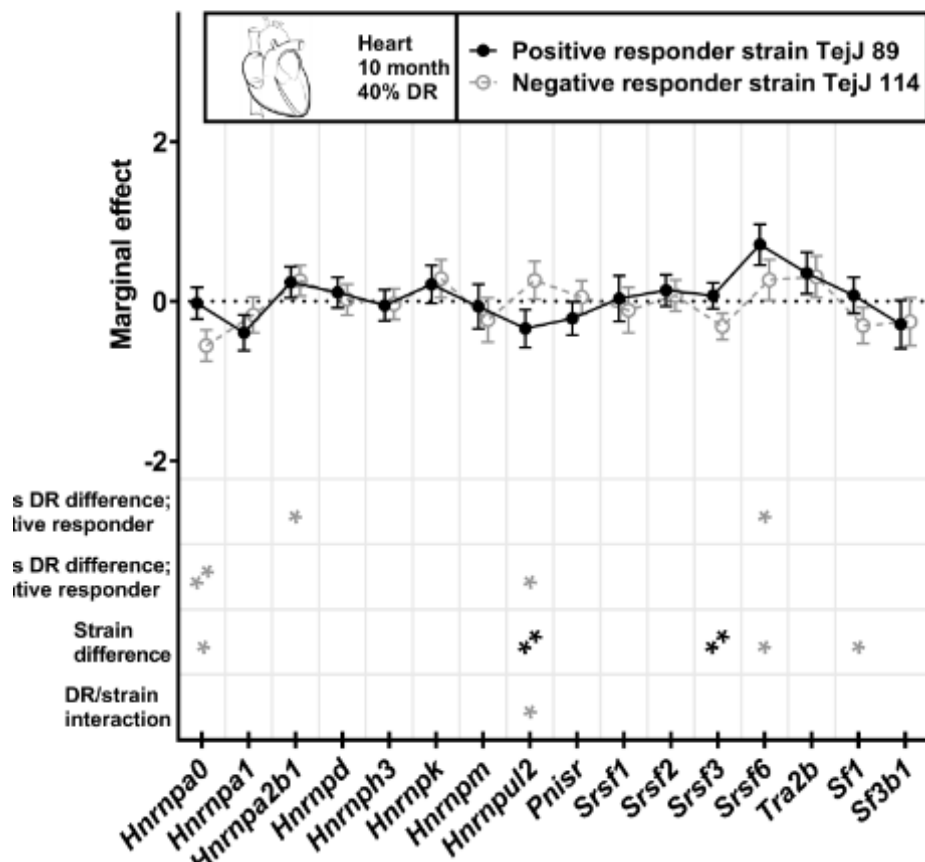 Heart
10 month
40% DR
Positive responder strain TejJ 89
Negative responder strain TejJ 114
Marginal effect
2
0
-2
s DR difference;
tive responder
s DR difference;
ative responder
Strain
difference
DR/strain
interaction
* *
** *
* ** ** * *
*
Hnrnpa0
Hnrnpa1
Hnrnpa2b1
Hnrnpd
Hnrnph3
Hnrnpk
Hnrnpm
Hnrnpul2
Pnisr
Srsf1
Srsf2
Srsf3
Srsf6
Tra2b
Sf1
Sf3b1